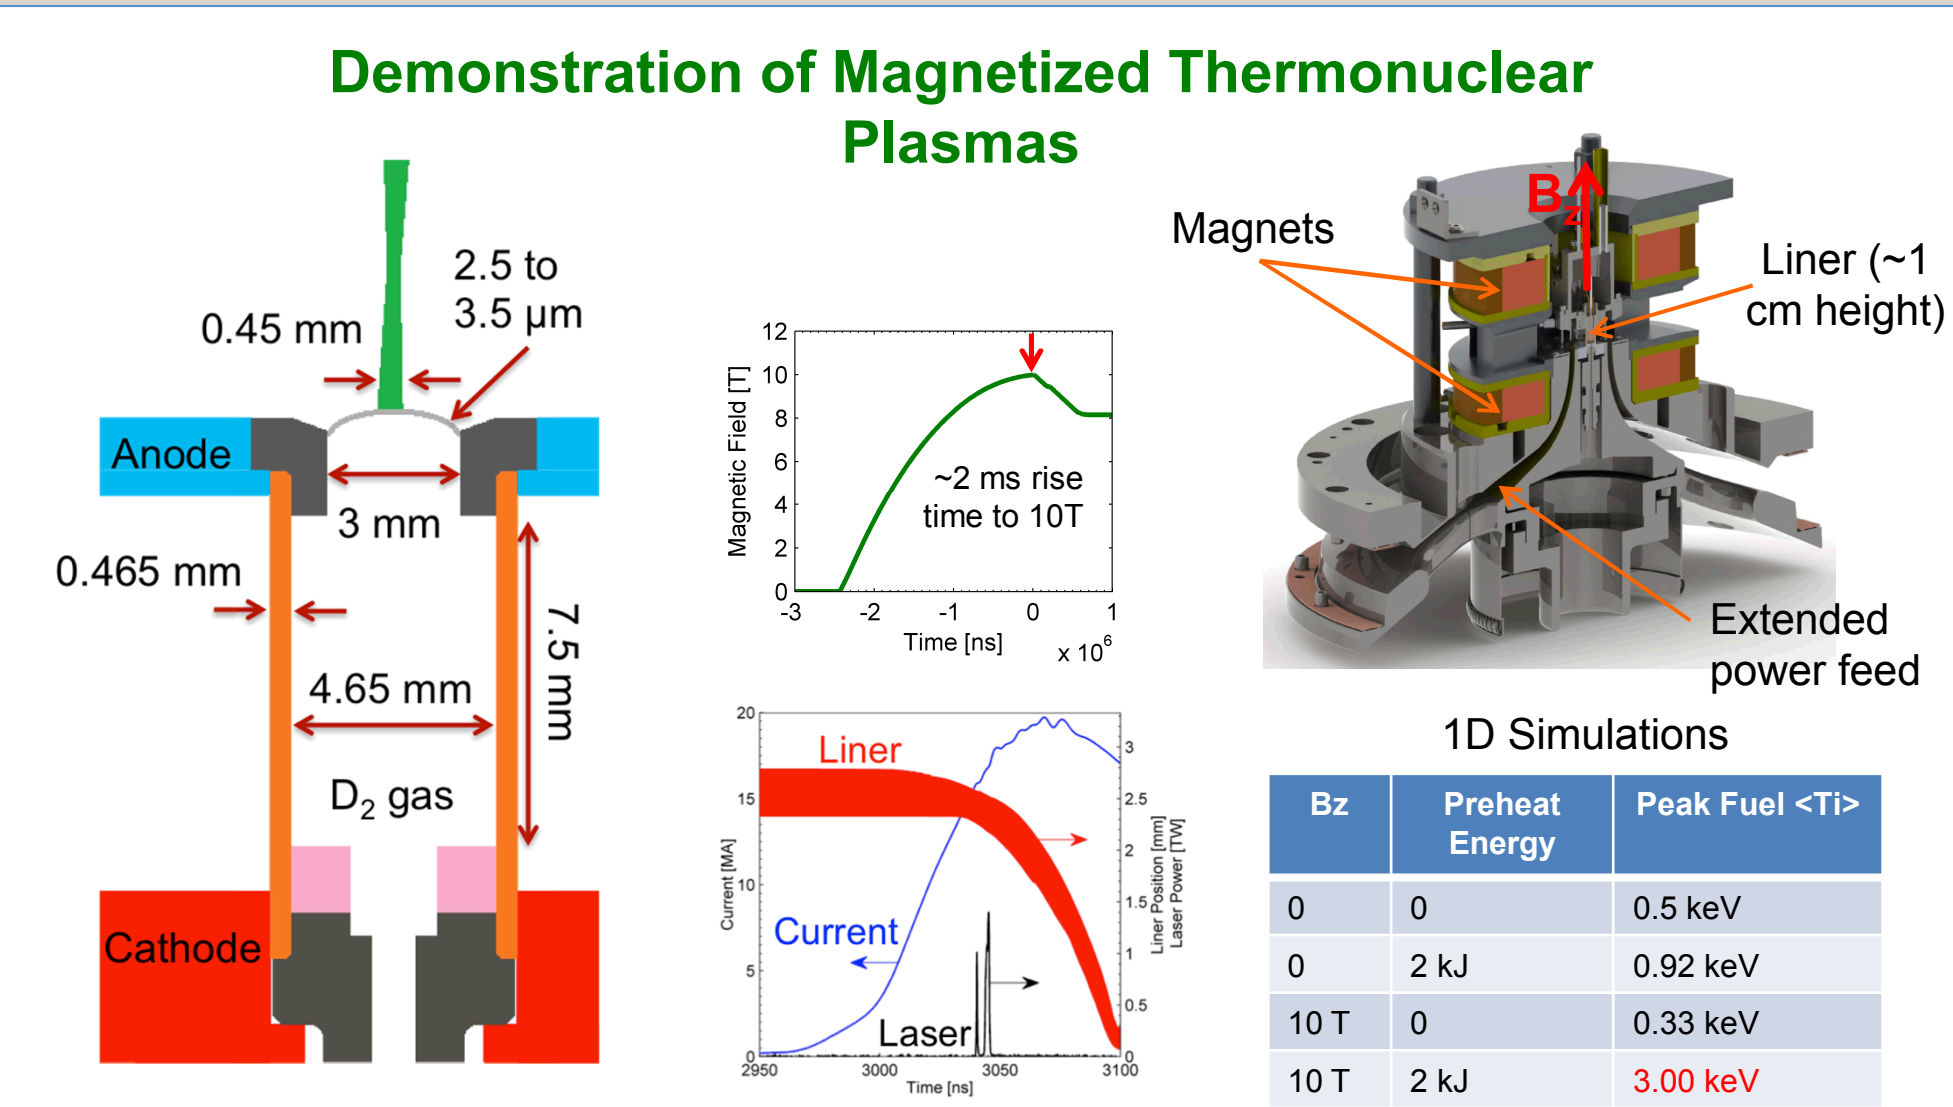 Demonstration of Magnetized Thermonuclear
Plasmas
2.5 to
3.5 µm
0.45 mm
Anode
3 mm
0.465 mm
7.5 mm
4.65 mm
D2 gas
Cathode
12
10
8
6
4
2
0
Magnetic Field [T]
~2 ms rise
time to 10T
-3 -2 -1 0 1
Time [ns]
x 10^6
20
15
10
5
0
Current [MA]
Liner
Current
Laser
3
2.5
2
1.5
1
0.5
0
Liner Position [mm]
Laser Power [TW]
2950 3000 3050 3100
Time [ns]
Bz
Magnets
Liner (~1
cm height)
Extended
power feed
1D Simulations
Bz Preheat Energy Peak Fuel <Ti>
0 0 0.5 keV
0 2 kJ 0.92 keV
10 T 0 0.33 keV
10 T 2 kJ 3.00 keV